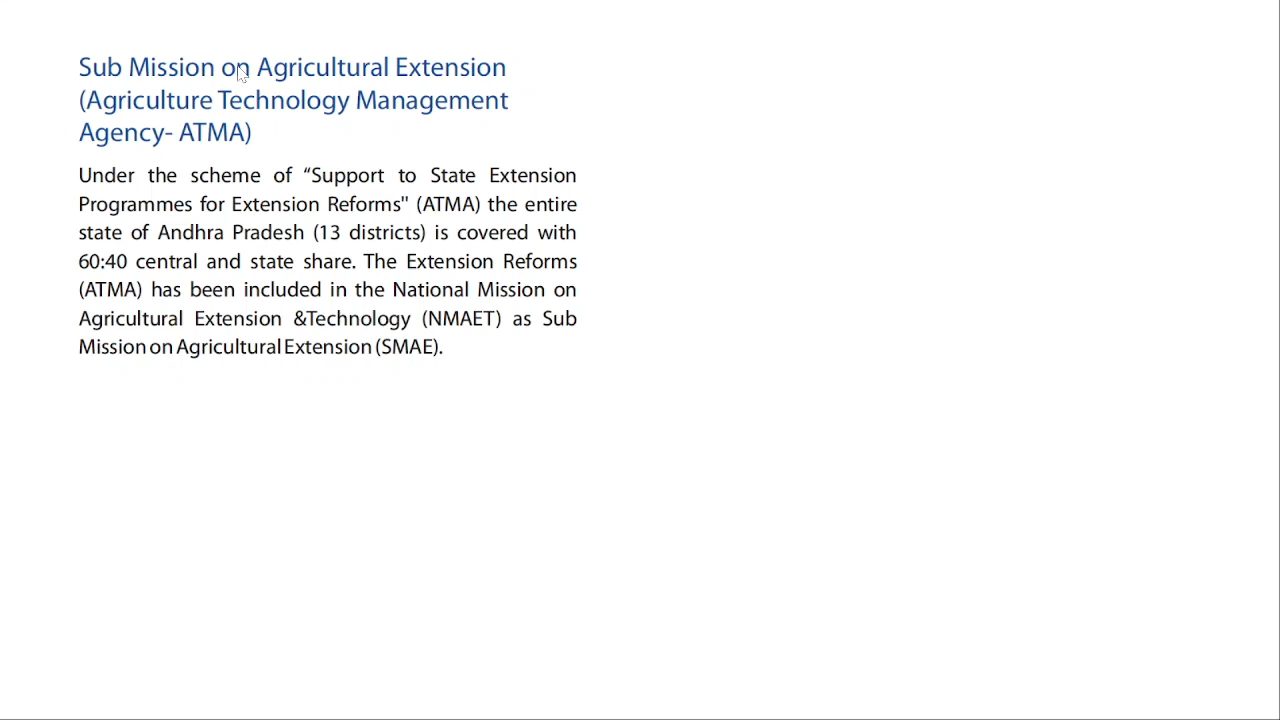 Sub Mission on Agricultural Extension
(Agriculture Technology Management
Agency- ATMA)
Under the scheme of “Support to State Extension
Programmes for Extension Reforms" (ATMA) the entire
state of Andhra Pradesh (13 districts) is covered with
60:40 central and state share. The Extension Reforms
(ATMA) has been included in the National Mission on
Agricultural Extension &Technology (NMAET) as Sub
Mission on Agricultural Extension (SMAE).